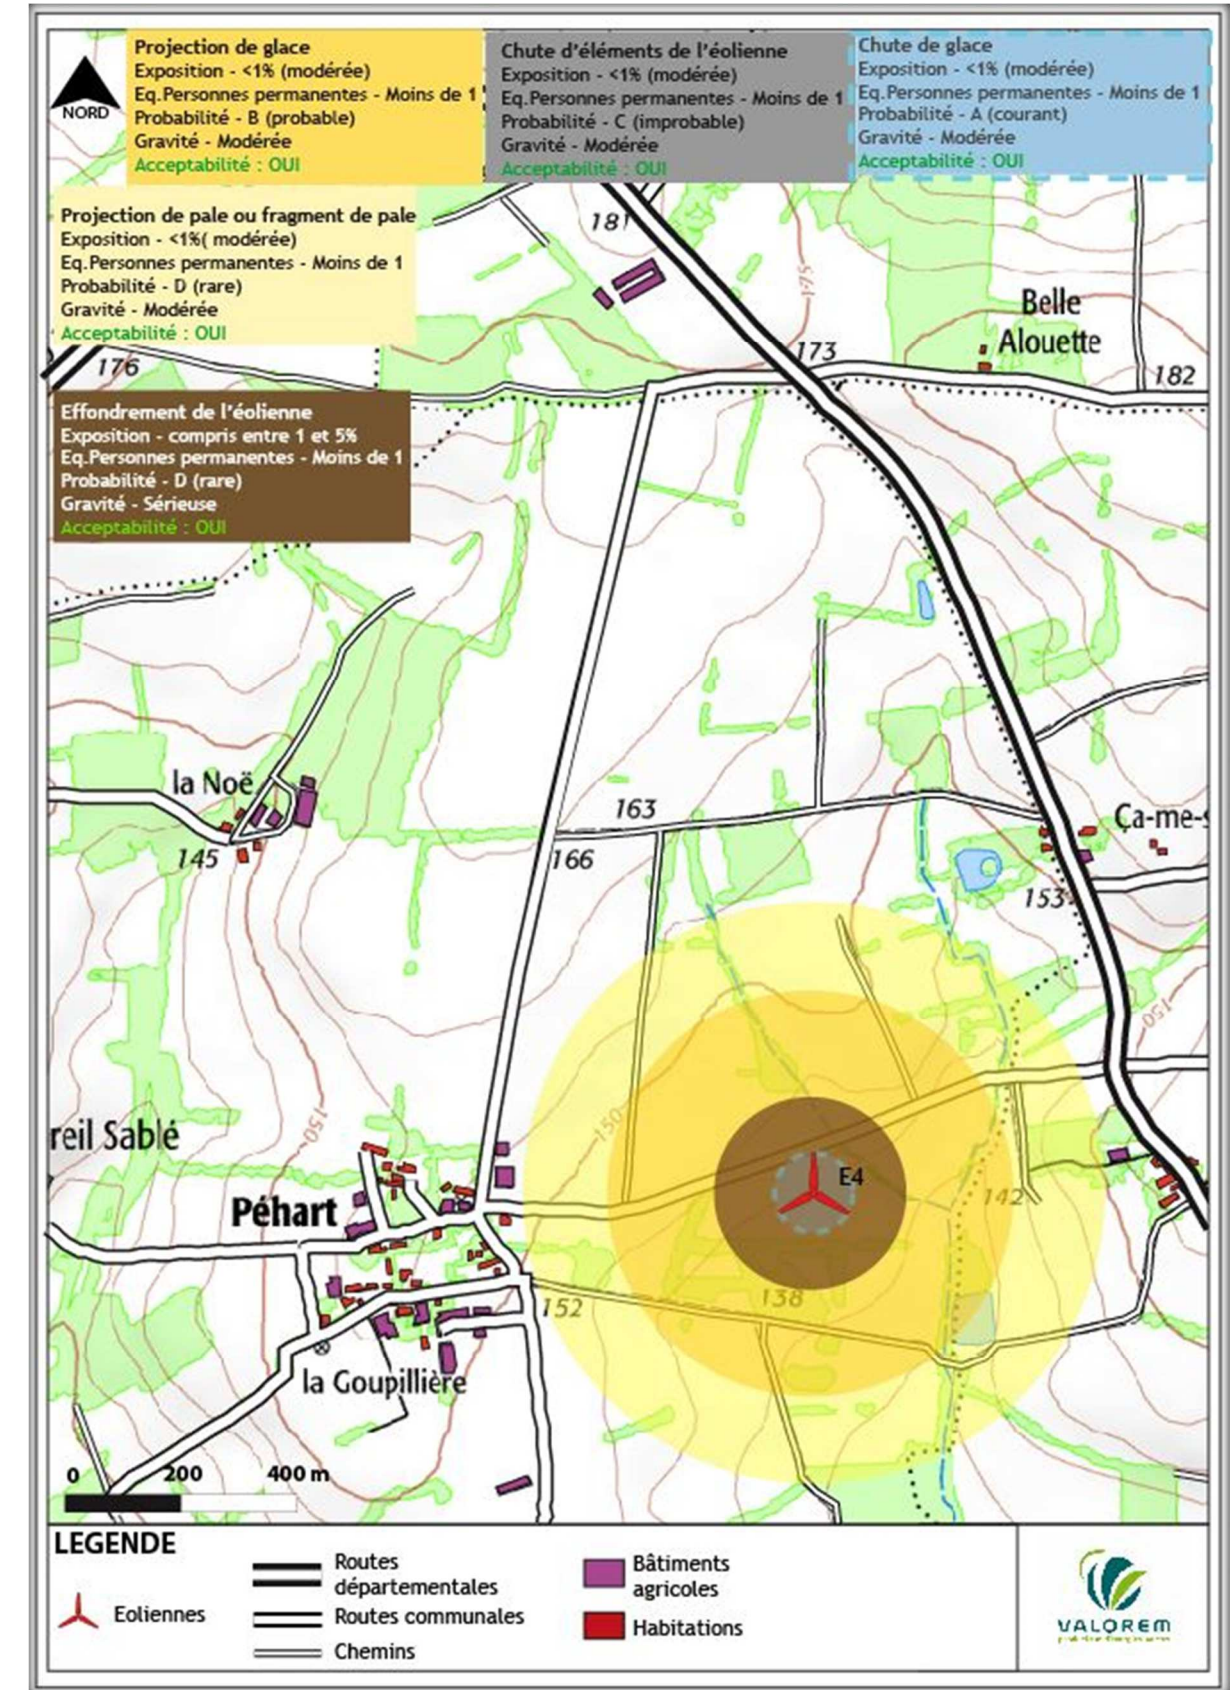 NORD
Projection de glace
Exposition - <1% (modérée)
Eq.Personnes permanentes - Moins de 1
Probabilité - B (probable)
Gravité - Modérée
Acceptabilité : OUI
Chute d'éléments de l'éolienne
Exposition - <1% (modérée)
Eq.Personnes permanentes - Moins de 1
Probabilité - C (improbable)
Gravité - Modérée
Acceptabilité : OUI
Chute de glace
Exposition - <1% (modérée)
Eq.Personnes permanentes - Moins de 1
Probabilité - A (courant)
Gravité - Modérée
Acceptabilité : OUI
Projection de pale ou fragment de pale
Exposition - <1%( modérée)
Eq.Personnes permanentes - Moins de 1
Probabilité - D (rare)
Gravité - Modérée
Acceptabilité : OUI
181
175
Belle
Alouette
173
176
182
Effondrement de l'éolienne
Exposition - compris entre 1 et 5%
Eq.Personnes permanentes - Moins de 1
Probabilité - D (rare)
Gravité - Sérieuse
Acceptabilité : OUI
la Noë
163
Ça-me-s
145
166
153
150
150
150
reil Sablé
E4
142
Péhart
138
152
la Goupillière
0 200 400 m
LEGENDE
Eoliennes
Routes
départementales
Routes communales
Chemins
Bâtiments
agricoles
Habitations
VALOREM